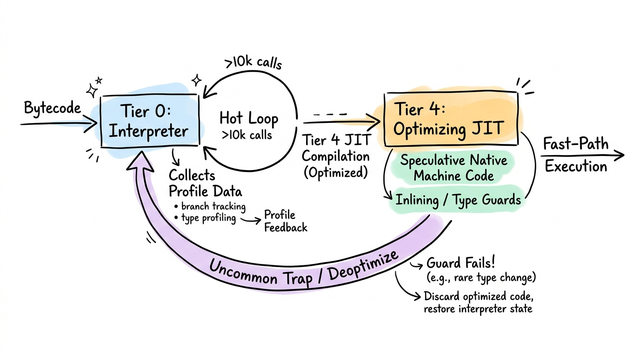 >10k calls
Bytecode
Tier 0:
Interpreter
Hot Loop
>10k calls
Tier 4 JIT
Compilation
(Optimized)
Tier 4:
Optimizing JIT
Speculative Native
Machine Code
Inlining / Type Guards
Fast-Path
Execution
Collects
Profile Data
• branch tracking
• type profiling
Profile
Feedback
Uncommon Trap / Deoptimize
Guard Fails!
(e.g., rare type change)
Discard optimized code,
restore interpreter state